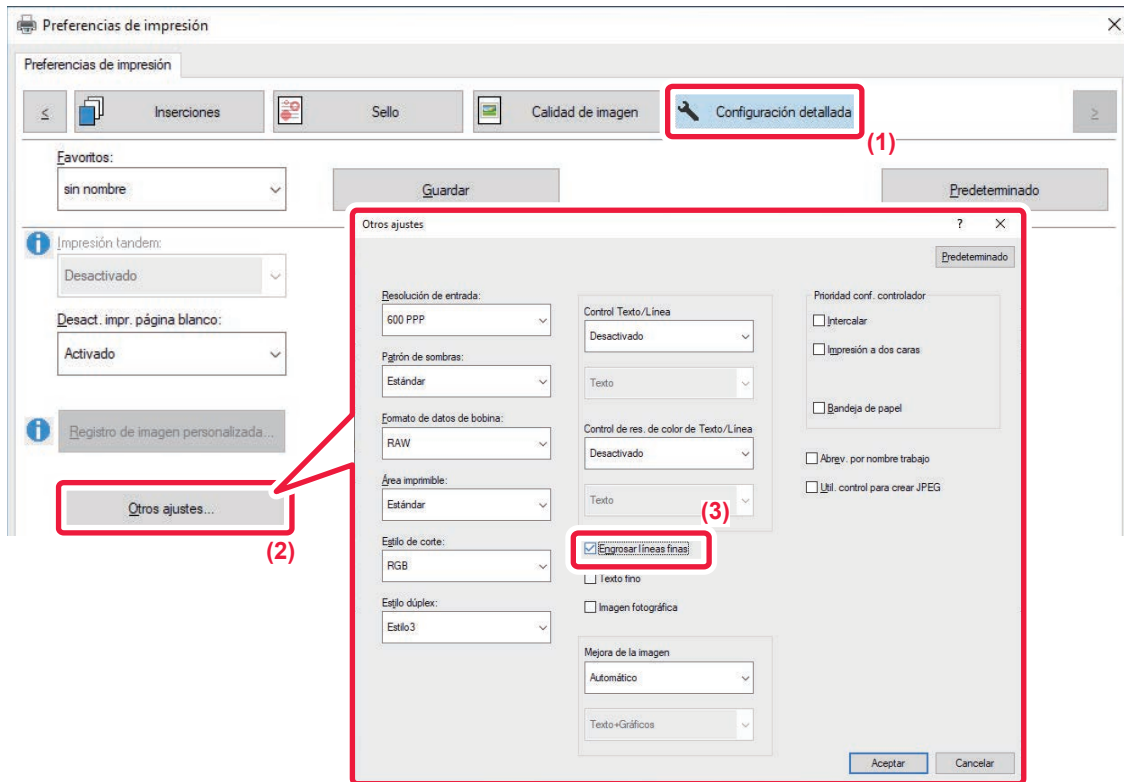 Preferencias de impresión
Preferencias de impresión
<
Inserciones
Sello
Calidad de imagen
Configuración detallada
>
(1)
Favoritos:
sin nombre
Guardar
Predeterminado
Impresión tandem:
Desactivado
Desact. impr. página blanco:
Activado
Registro de imagen personalizada...
Otros ajustes...
(2)
Otros ajustes
?
Predeterminado
Resolución de entrada:
600 PPP
Patrón de sombras:
Estándar
Formato de datos de bobina:
RAW
Área imprimible:
Estándar
Estilo de corte:
RGB
Estilo dúplex:
Estilo3
Control Texto/Línea
Desactivado
Texto
Control de res. de color de Texto/Línea
Desactivado
Texto
(3)
Engrosar líneas finas
Texto fino
Imagen fotográfica
Mejora de la imagen
Automático
Texto+Gráficos
Prioridad conf. controlador
Intercalar
Impresión a dos caras
Bandeja de papel
Abrev. por nombre trabajo
Util. control para crear JPEG
Aceptar
Cancelar